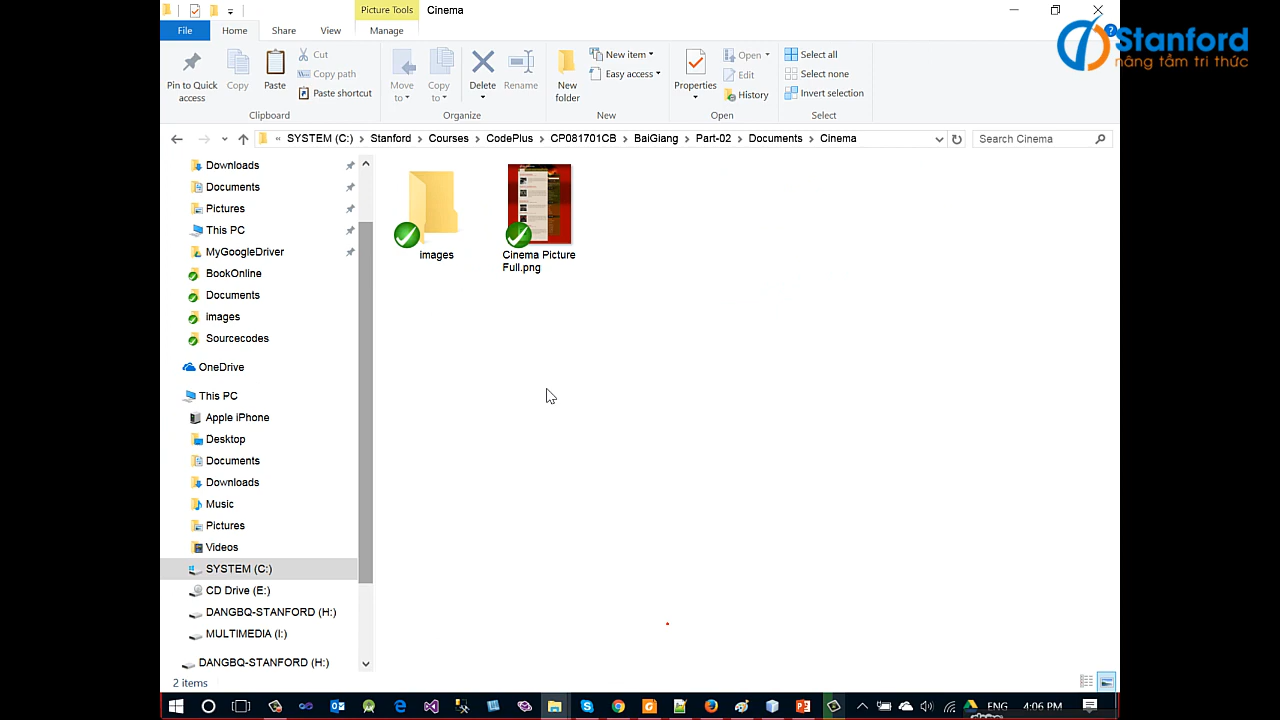 Picture Tools
Cinema
File
Home
Share
View
Manage
Stanford
nâng tầm tri thức
Pin to Quick access
Copy
Paste
Cut
Copy path
Paste shortcut
Move to
Copy to
Delete
Rename
New folder
New item
Easy access
Properties
Open
Edit
History
Select all
Select none
Invert selection
Clipboard
Organize
New
Open
Select
« SYSTEM (C:) > Stanford > Courses > CodePlus > CP081701CB > BaiGiang > Part-02 > Documents > Cinema
Search Cinema
Downloads
Documents
Pictures
This PC
MyGoogleDriver
BookOnline
Documents
images
Sourcecodes
OneDrive
This PC
Apple iPhone
Desktop
Documents
Downloads
Music
Pictures
Videos
SYSTEM (C:)
CD Drive (E:)
DANGBQ-STANFORD (H:)
MULTIMEDIA (I:)
DANGBQ-STANFORD (H:)
images
Cinema Picture
Full.png
2 items
ENG
4:06 PM